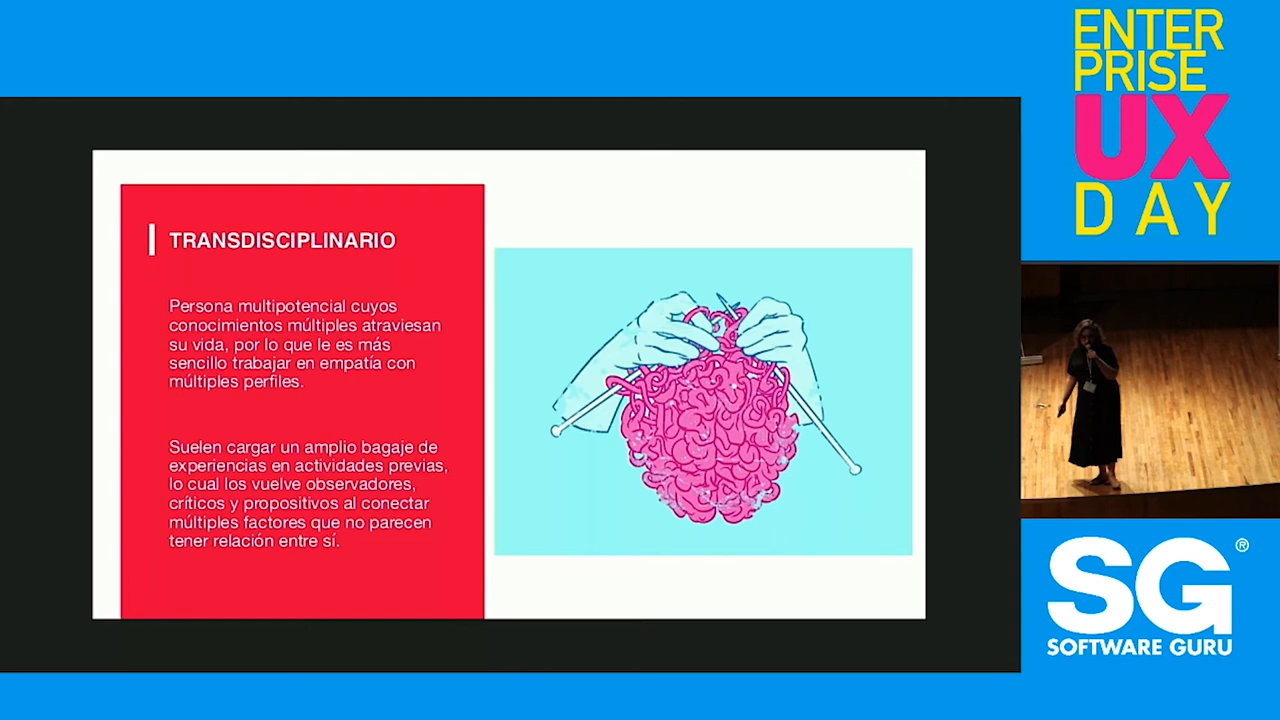 TRANSDISCIPLINARIO
Persona multipotencial cuyos
conocimientos múltiples atraviesan
su vida, por lo que le es más
sencillo trabajar en empatía con
múltiples perfiles.
Suelen cargar un amplio bagaje de
experiencias en actividades previas,
lo cual los vuelve observadores,
críticos y propositivos al conectar
múltiples factores que no parecen
tener relación entre sí.
ENTER
PRISE
UX
DAY
SG®
SOFTWARE GURU